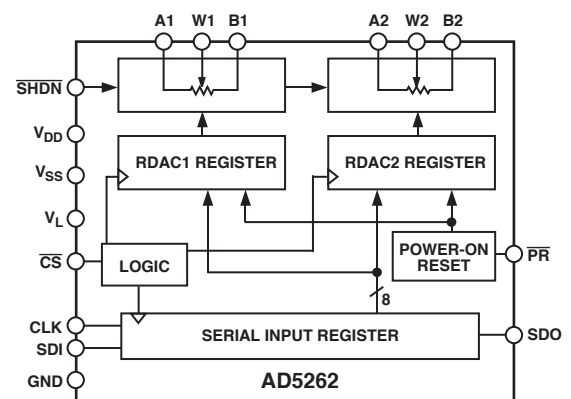 A1 W1 B1 A2 W2 B2
SHDN
VDD
RDAC1 REGISTER RDAC2 REGISTER
VSS
VL
POWER-ON
RESET
PR
CS
LOGIC
8
CLK
SERIAL INPUT REGISTER
SDO
SDI
GND
AD5262